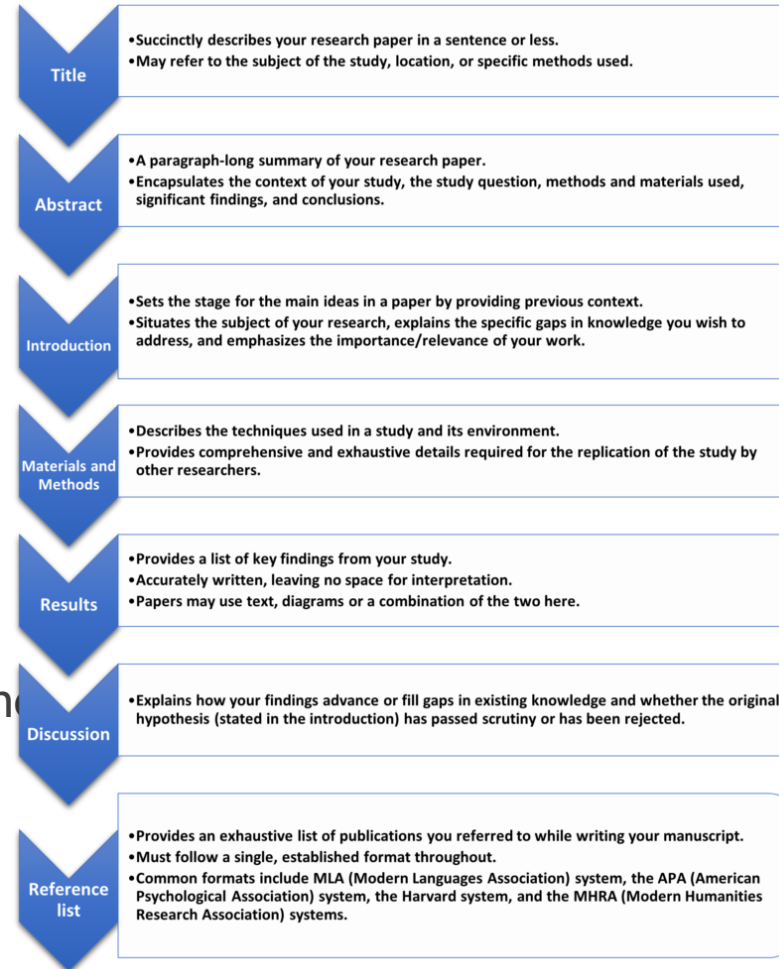 Title
•Succinctly describes your research paper in a sentence or less.
•May refer to the subject of the study, location, or specific methods used.
Abstract
•A paragraph-long summary of your research paper.
•Encapsulates the context of your study, the study question, methods and materials used,
significant findings, and conclusions.
Introduction
•Sets the stage for the main ideas in a paper by providing previous context.
•Situates the subject of your research, explains the specific gaps in knowledge you wish to
address, and emphasizes the importance/relevance of your work.
Materials and
Methods
•Describes the techniques used in a study and its environment.
•Provides comprehensive and exhaustive details required for the replication of the study by
other researchers.
Results
•Provides a list of key findings from your study.
•Accurately written, leaving no space for interpretation.
•Papers may use text, diagrams or a combination of the two here.
Discussion
•Explains how your findings advance or fill gaps in existing knowledge and whether the original
hypothesis (stated in the introduction) has passed scrutiny or has been rejected.
Reference
list
•Provides an exhaustive list of publications you referred to while writing your manuscript.
•Must follow a single, established format throughout.
•Common formats include MLA (Modern Languages Association) system, the APA (American
Psychological Association) system, the Harvard system, and the MHRA (Modern Humanities
Research Association) systems.